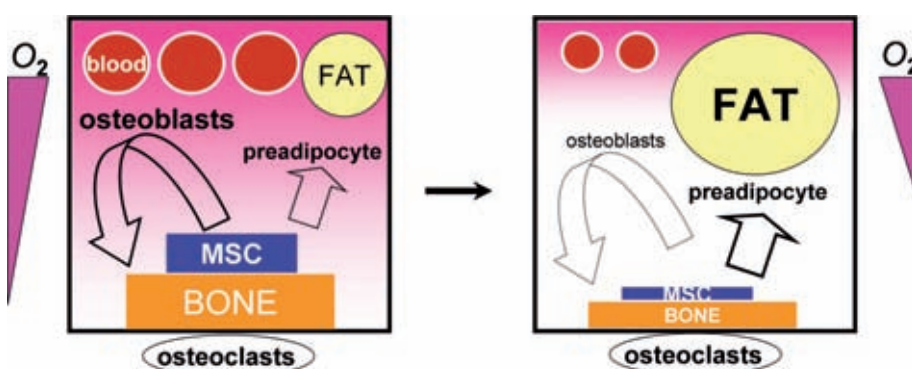 O2
blood
FAT
osteoblasts
preadipocyte
MSC
BONE
osteoclasts
O2
FAT
osteoblasts
preadipocyte
MSC
BONE
osteoclasts